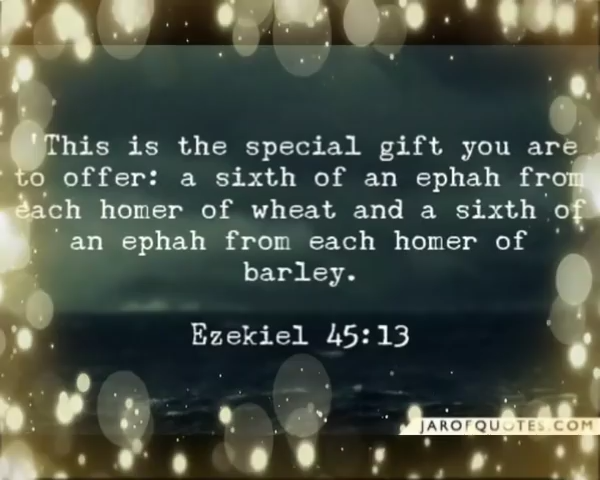 'This is the special gift you are
to offer: a sixth of an ephah from
each homer of wheat and a sixth of
an ephah from each homer of
barley.
Ezekiel 45:13
JAROFQUOTES.COM